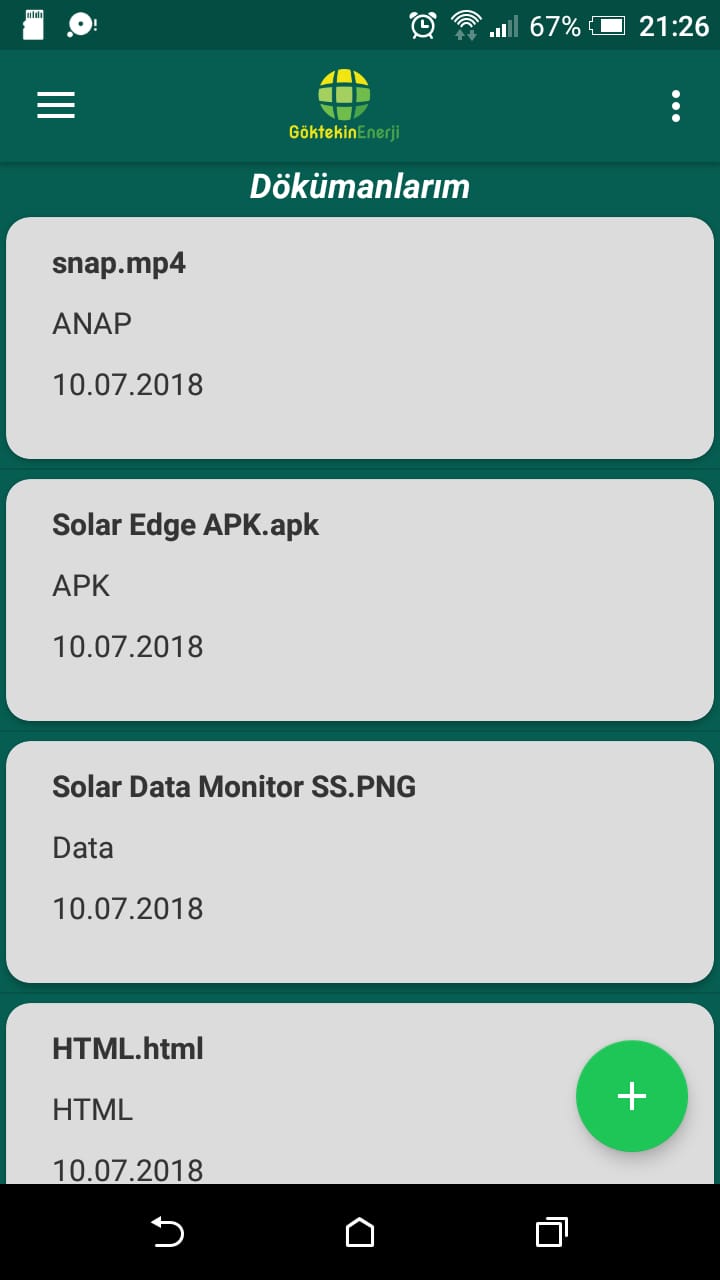 67% 21:26
GöktekinEnerji
Dökümanlarım
snap.mp4
ANAP
10.07.2018
Solar Edge APK.apk
APK
10.07.2018
Solar Data Monitor SS.PNG
Data
10.07.2018
HTML.html
HTML
10.07.2018